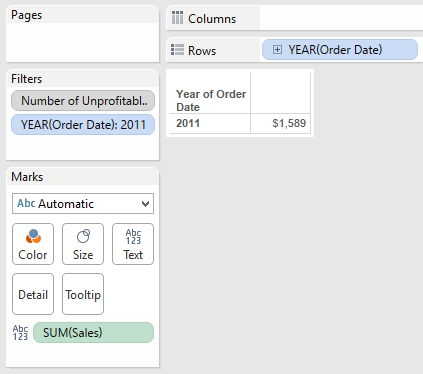 Pages
Columns
Rows
YEAR(Order Date)
Filters
Number of Unprofitabl..
YEAR(Order Date): 2011
Year of Order
Date
2011 $1,589
Marks
Abc Automatic
Color
Size
Abc
123
Text
Detail
Tooltip
Abc
123
SUM(Sales)